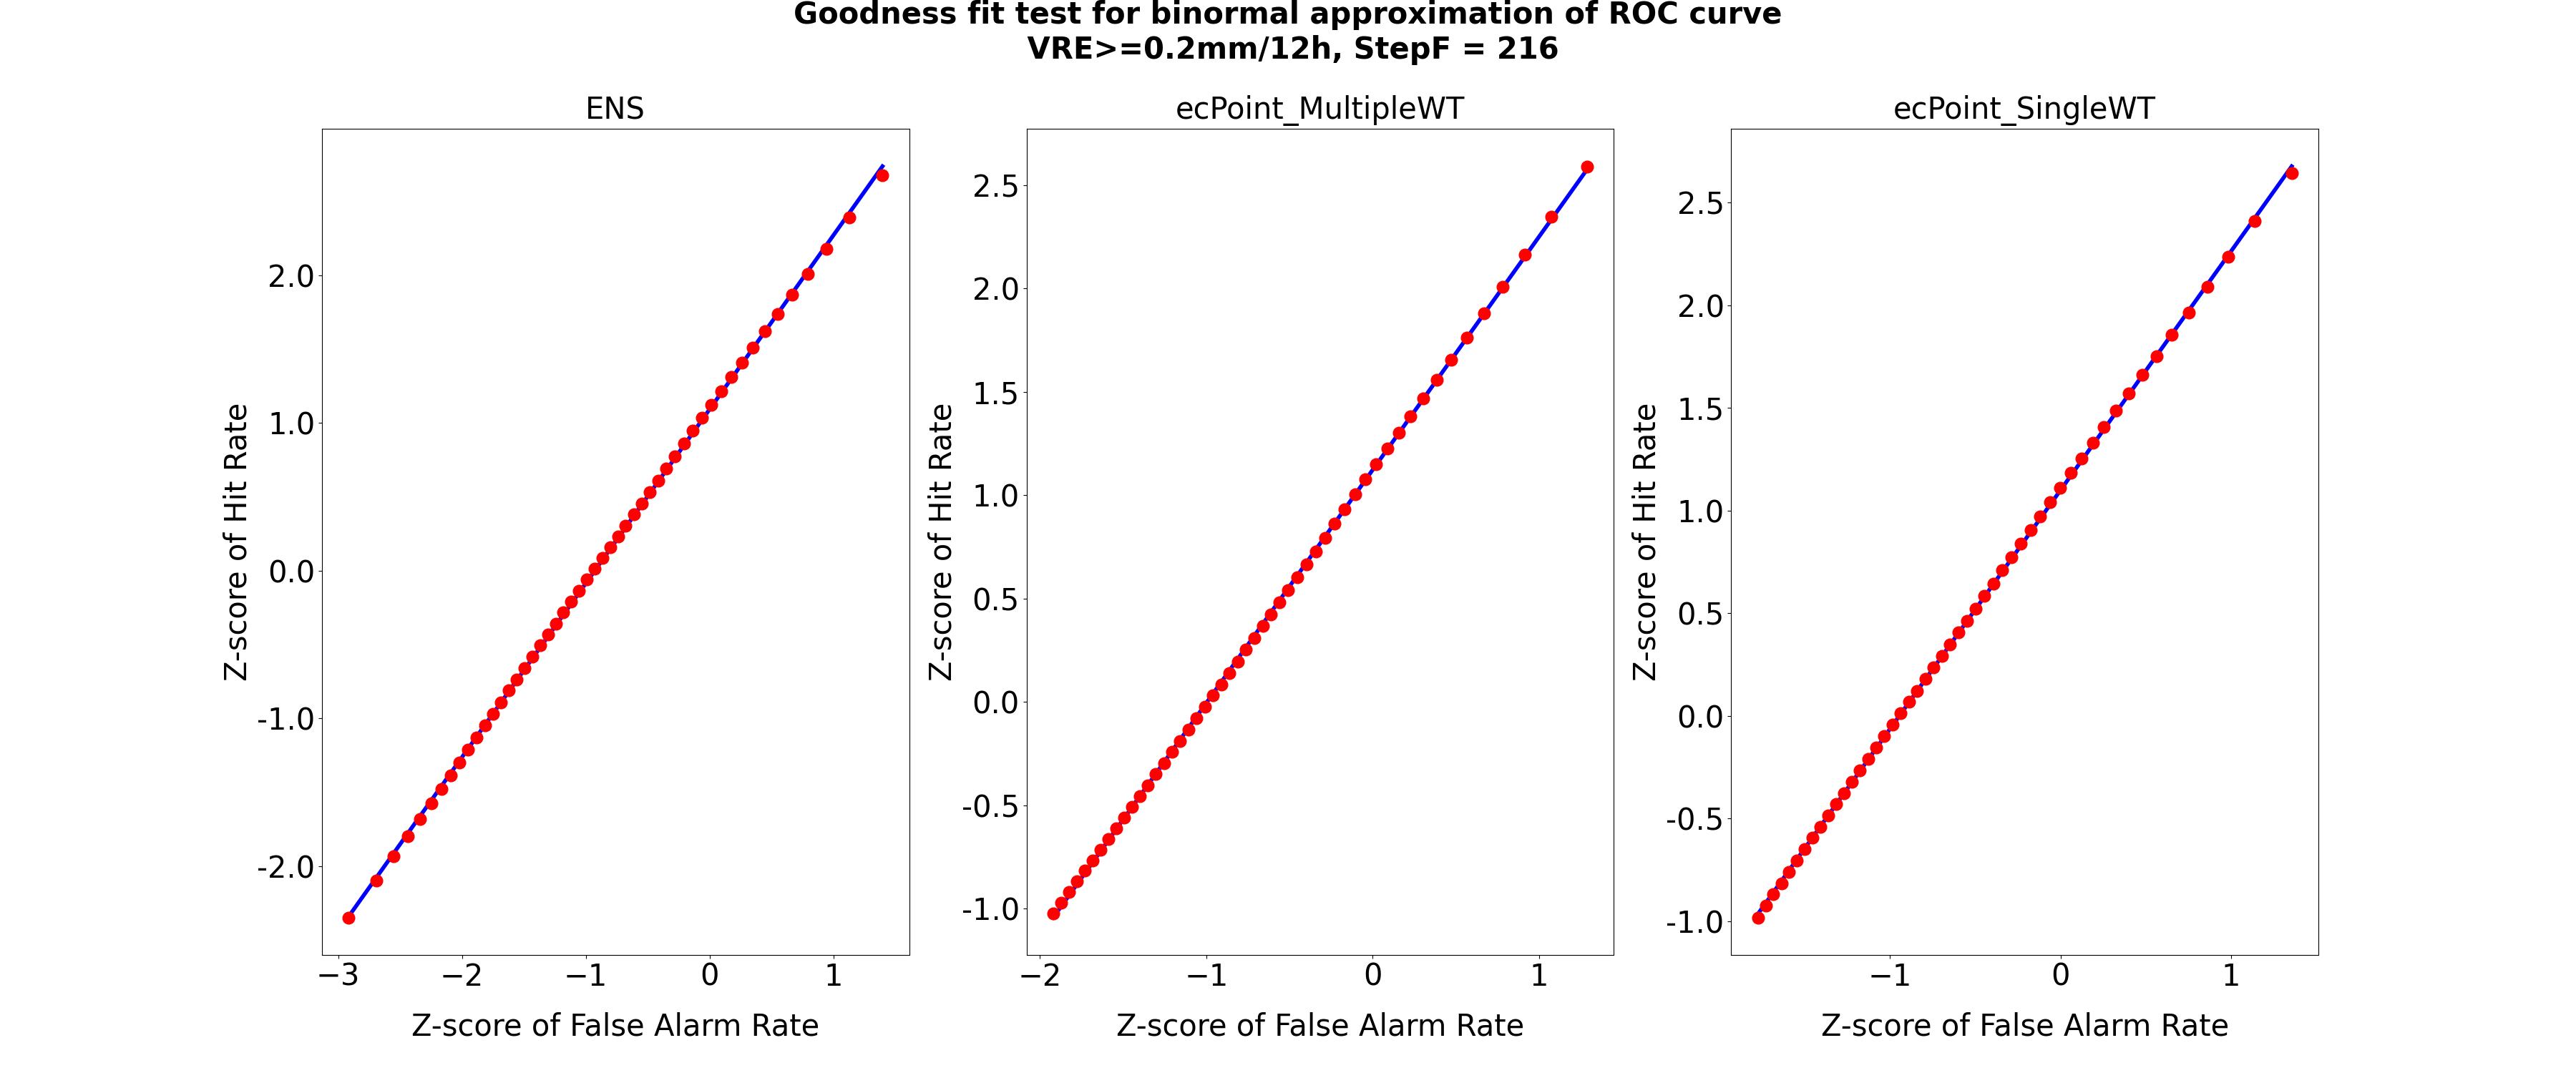 Goodness fit test for binormal approximation of ROC curve
VRE>=0.2mm/12h, StepF = 216
ENS
Z-score of Hit Rate
2.0
1.0
0.0
-1.0
-2.0
−3 −2 −1 0 1
Z-score of False Alarm Rate
ecPoint_MultipleWT
Z-score of Hit Rate
2.5
2.0
1.5
1.0
0.5
0.0
-0.5
-1.0
−2 −1 0 1
Z-score of False Alarm Rate
ecPoint_SingleWT
Z-score of Hit Rate
2.5
2.0
1.5
1.0
0.5
0.0
-0.5
-1.0
−1 0 1
Z-score of False Alarm Rate